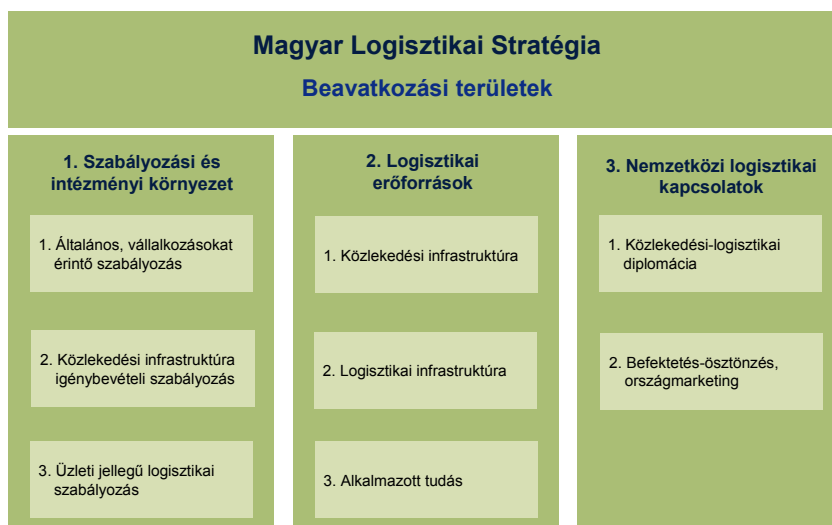 Magyar Logisztikai Stratégia
Beavatkozási területek
1. Szabályozási és
intézményi környezet
1. Általános, vállalkozásokat
érintő szabályozás
2. Közlekedési infrastruktúra
igénybevételi szabályozás
3. Üzleti jellegű logisztikai
szabályozás
2. Logisztikai
erőforrások
1. Közlekedési infrastruktúra
2. Logisztikai infrastruktúra
3. Alkalmazott tudás
3. Nemzetközi logisztikai
kapcsolatok
1. Közlekedési-logisztikai
diplomácia
2. Befektetés-ösztönzés,
országmarketing